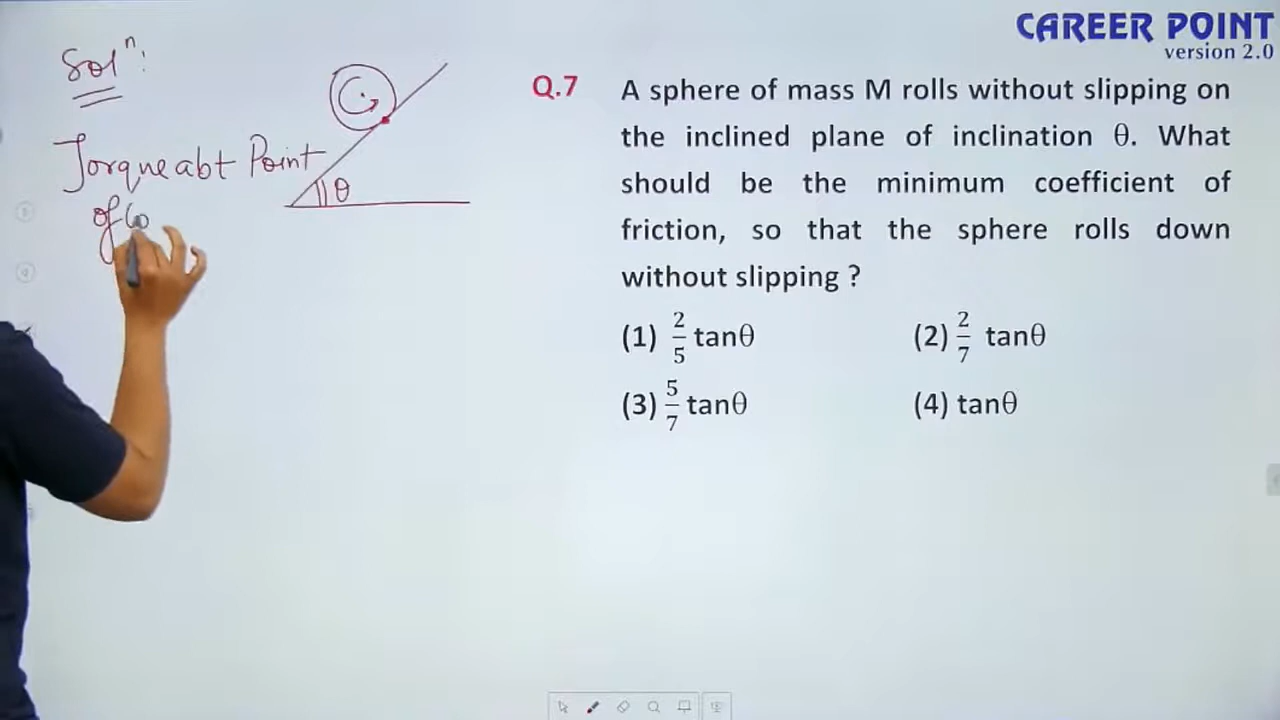 CAREER POINT
version 2.0
Solⁿ:
Torque abt Point
of Co
θ
Q.7 A sphere of mass M rolls without slipping on
the inclined plane of inclination θ. What
should be the minimum coefficient of
friction, so that the sphere rolls down
without slipping ?
(1) 2/5 tanθ (2) 2/7 tanθ
(3) 5/7 tanθ (4) tanθ